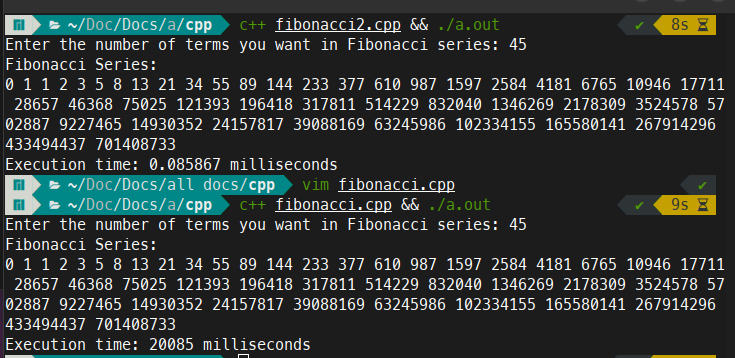 ~/Doc/Docs/a/cpp c++ fibonacci2.cpp && ./a.out ✔ 8s
Enter the number of terms you want in Fibonacci series: 45
Fibonacci Series:
0 1 1 2 3 5 8 13 21 34 55 89 144 233 377 610 987 1597 2584 4181 6765 10946 17711
28657 46368 75025 121393 196418 317811 514229 832040 1346269 2178309 3524578 57
02887 9227465 14930352 24157817 39088169 63245986 102334155 165580141 267914296
433494437 701408733
Execution time: 0.085867 milliseconds
~/Doc/Docs/all docs/cpp vim fibonacci.cpp ✔
~/Doc/Docs/a/cpp c++ fibonacci.cpp && ./a.out ✔ 9s
Enter the number of terms you want in Fibonacci series: 45
Fibonacci Series:
0 1 1 2 3 5 8 13 21 34 55 89 144 233 377 610 987 1597 2584 4181 6765 10946 17711
28657 46368 75025 121393 196418 317811 514229 832040 1346269 2178309 3524578 57
02887 9227465 14930352 24157817 39088169 63245986 102334155 165580141 267914296
433494437 701408733
Execution time: 20085 milliseconds